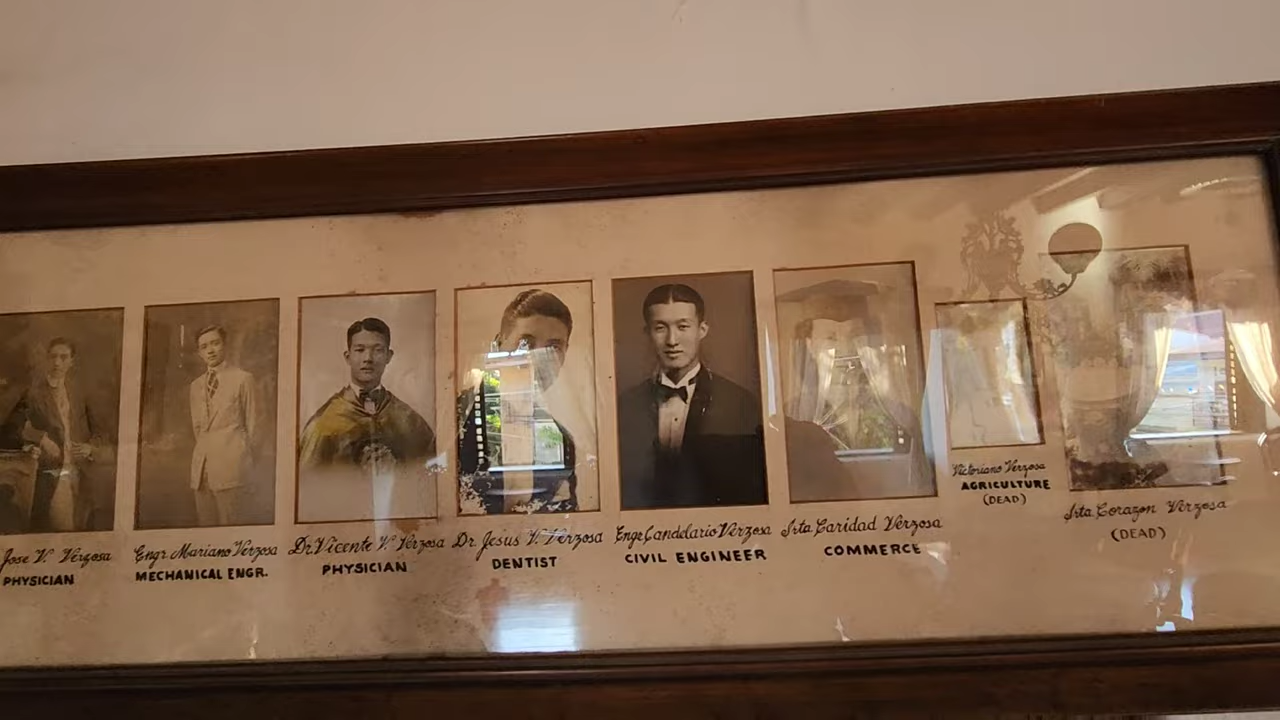 Jose V. Verzosa
PHYSICIAN
Engr. Mariano Verzosa
MECHANICAL ENGR.
Dr. Vicente V. Verzosa
PHYSICIAN
Dr. Jesus V. Verzosa
DENTIST
Engr. Candelario Verzosa
CIVIL ENGINEER
Srta Caridad Verzosa
COMMERCE
Victoriano Verzosa
AGRICULTURE
(DEAD)
Srta. Corazon Verzosa
(DEAD)